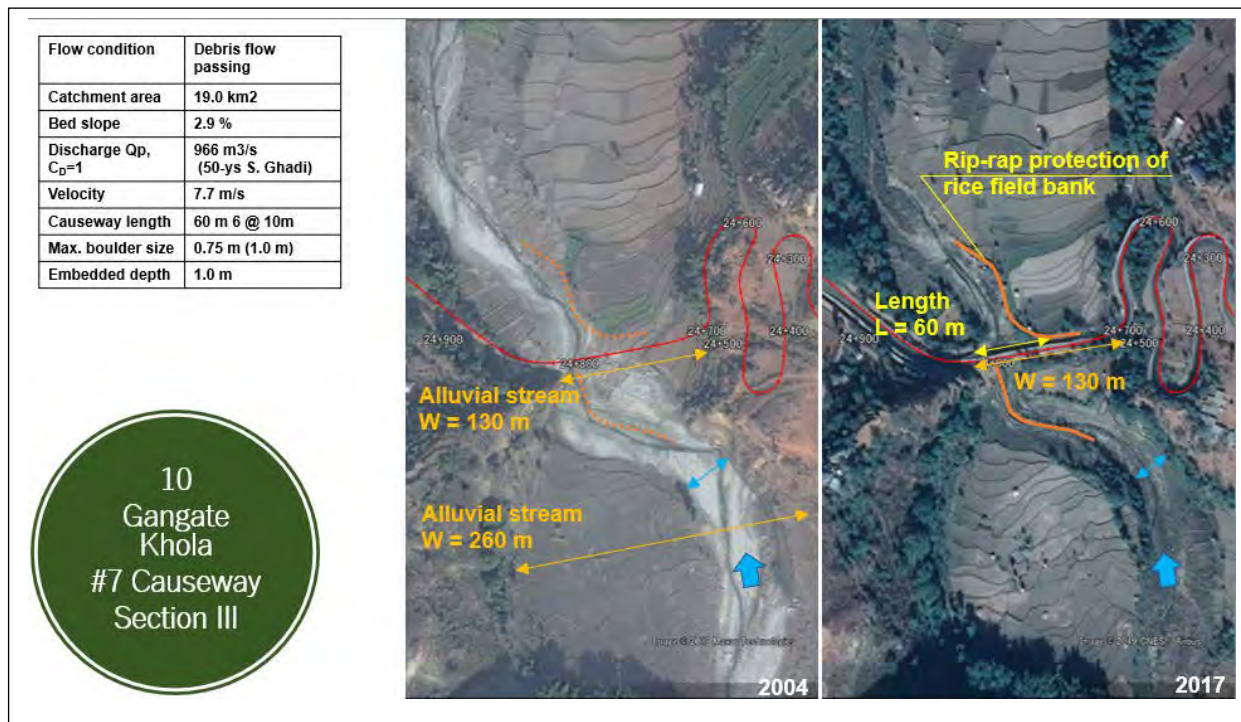 Flow condition Debris flow
passing
Catchment area 19.0 km2
Bed slope 2.9 %
Discharge Qp, 966 m3/s
C_D=1 (50-ys S. Ghadi)
Velocity 7.7 m/s
Causeway length 60 m 6 @ 10m
Max. boulder size 0.75 m (1.0 m)
Embedded depth 1.0 m
10
Gangate
Khola
#7 Causeway
Section III
24+600
24+300
24+700
24+500
24+400
24+900
24+800
Alluvial stream
W = 130 m
Alluvial stream
W = 260 m
2004
Rip-rap protection of
rice field bank
24+600
24+300
Length
L = 60 m
24+700
24+500
24+400
24+900
W = 130 m
2017